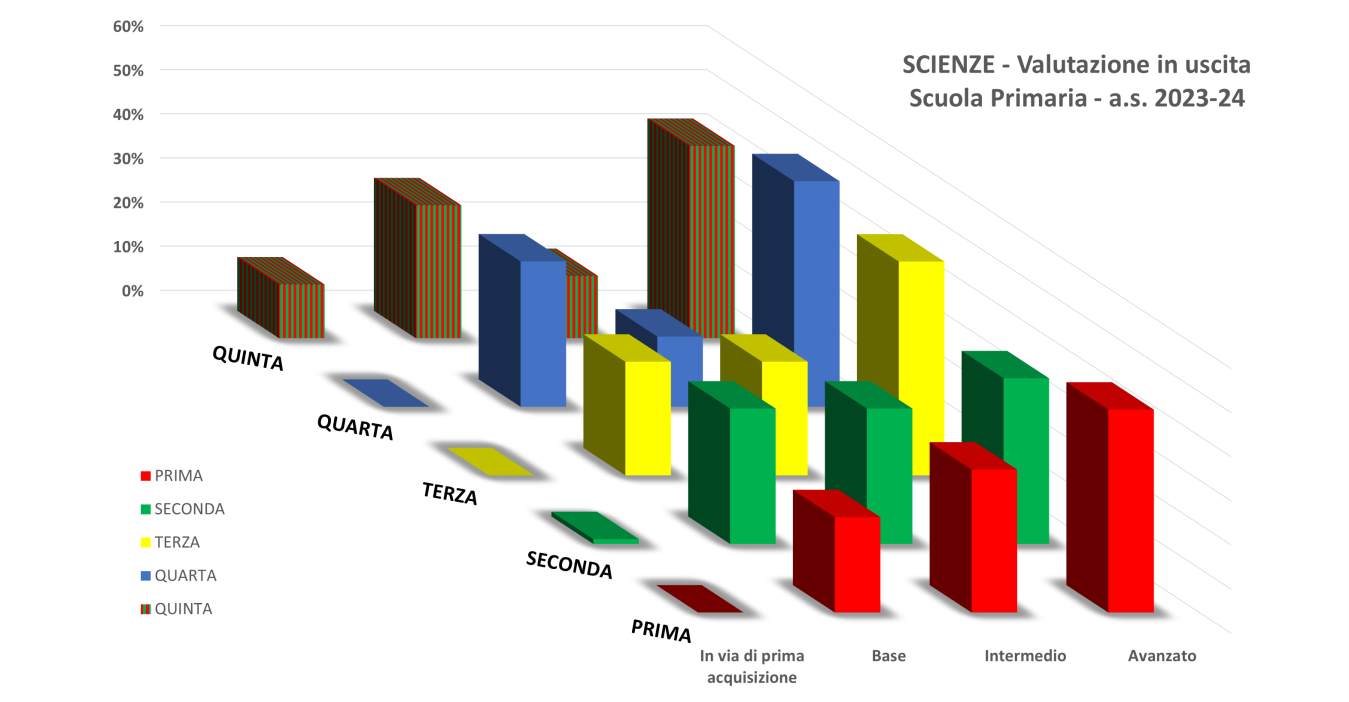 60%
50%
40%
30%
20%
10%
0%
SCIENZE - Valutazione in uscita
Scuola Primaria - a.s. 2023-24
QUINTA
QUARTA
TERZA
SECONDA
PRIMA
PRIMA
SECONDA
TERZA
QUARTA
QUINTA
In via di prima
acquisizione
Base
Intermedio
Avanzato